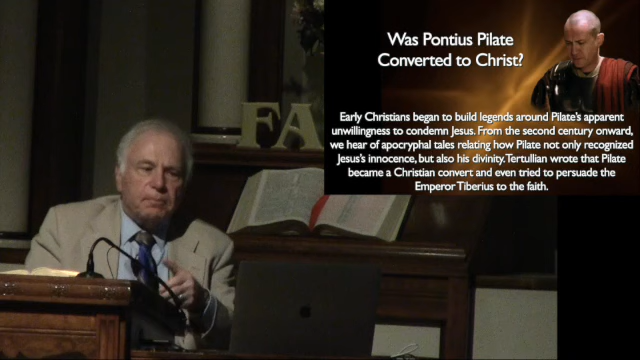 Was Pontius Pilate
Converted to Christ?
Early Christians began to build legends around Pilate's apparent
unwillingness to condemn Jesus. From the second century onward,
we hear of apocryphal tales relating how Pilate not only recognized
Jesus's innocence, but also his divinity. Tertullian wrote that Pilate
became a Christian convert and even tried to persuade the
Emperor Tiberius to the faith.
FA